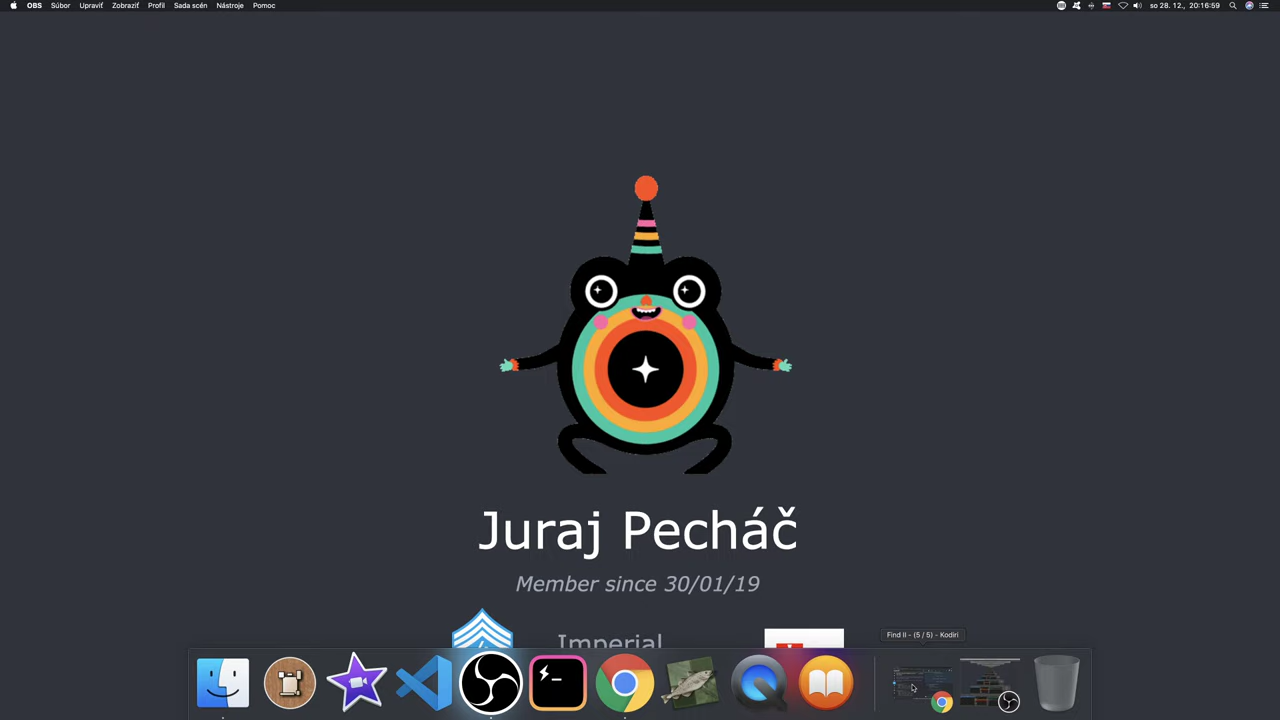 OBS Súbor Upraviť Zobraziť Profil Sada scén Nástroje Pomoc so 28. 12., 20:16:59
Juraj Pecháč
Member since 30/01/19
Imperial
Find II - (5 / 5) - Kodiri